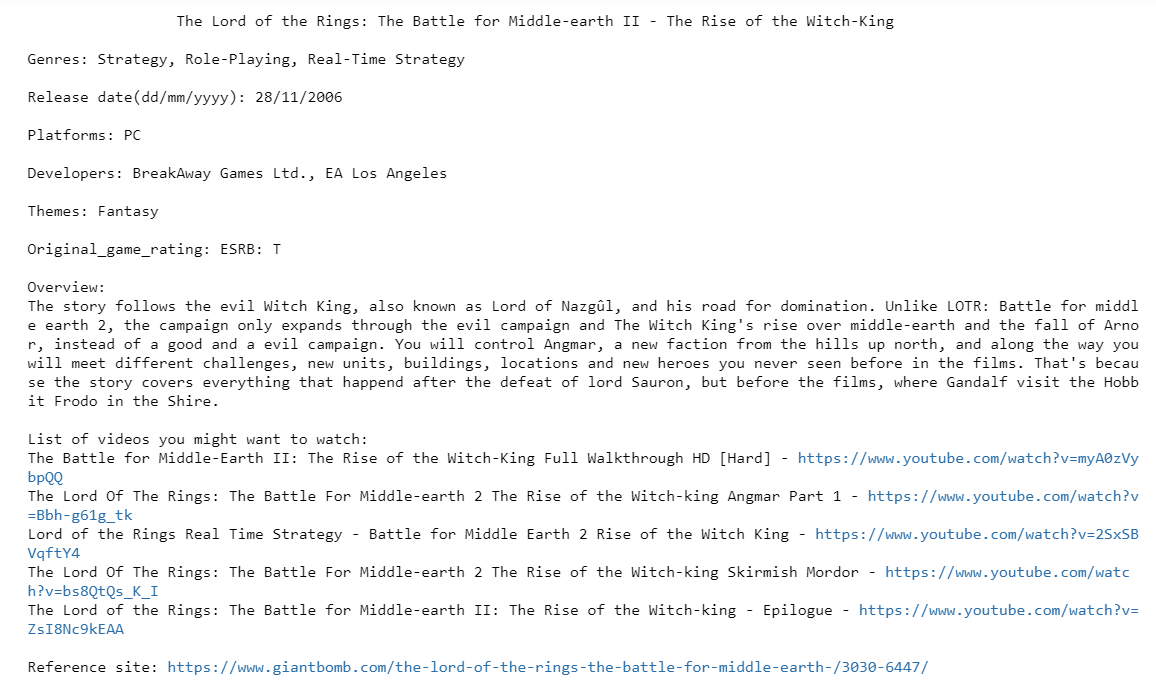 The Lord of the Rings: The Battle for Middle-earth II - The Rise of the Witch-King
Genres: Strategy, Role-Playing, Real-Time Strategy
Release date(dd/mm/yyyy): 28/11/2006
Platforms: PC
Developers: BreakAway Games Ltd., EA Los Angeles
Themes: Fantasy
Original_game_rating: ESRB: T
Overview:
The story follows the evil Witch King, also known as Lord of Nazgûl, and his road for domination. Unlike LOTR: Battle for middl
e earth 2, the campaign only expands through the evil campaign and The Witch King's rise over middle-earth and the fall of Arno
r, instead of a good and a evil campaign. You will control Angmar, a new faction from the hills up north, and along the way you
will meet different challenges, new units, buildings, locations and new heroes you never seen before in the films. That's becau
se the story covers everything that happend after the defeat of lord Sauron, but before the films, where Gandalf visit the Hobb
it Frodo in the Shire.
List of videos you might want to watch:
The Battle for Middle-Earth II: The Rise of the Witch-King Full Walkthrough HD [Hard] - https://www.youtube.com/watch?v=myA0zVy
bpQQ
The Lord Of The Rings: The Battle For Middle-earth 2 The Rise of the Witch-king Angmar Part 1 - https://www.youtube.com/watch?v
=Bbh-g61g_tk
Lord of the Rings Real Time Strategy - Battle for Middle Earth 2 Rise of the Witch King - https://www.youtube.com/watch?v=2SxSB
VqftY4
The Lord Of The Rings: The Battle For Middle-earth 2 The Rise of the Witch-king Skirmish Mordor - https://www.youtube.com/watc
h?v=bs8QtQs_K_I
The Lord of the Rings: The Battle for Middle-earth II: The Rise of the Witch-king - Epilogue - https://www.youtube.com/watch?v=
ZsI8Nc9kEAA
Reference site: https://www.giantbomb.com/the-lord-of-the-rings-the-battle-for-middle-earth-/3030-6447/